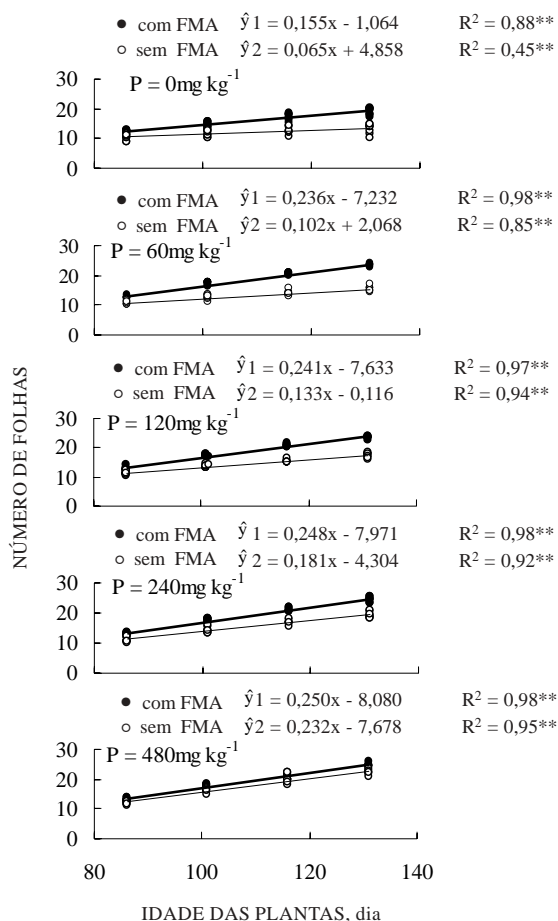 ● com FMA ŷ1 = 0,155x - 1,064 R² = 0,88**
○ sem FMA ŷ2 = 0,065x + 4,858 R² = 0,45**
P = 0mg kg⁻¹
30
20
10
0
● com FMA ŷ1 = 0,236x - 7,232 R² = 0,98**
○ sem FMA ŷ2 = 0,102x + 2,068 R² = 0,85**
P = 60mg kg⁻¹
30
20
10
0
● com FMA ŷ1 = 0,241x - 7,633 R² = 0,97**
○ sem FMA ŷ2 = 0,133x - 0,116 R² = 0,94**
P = 120mg kg⁻¹
30
20
10
0
● com FMA ŷ1 = 0,248x - 7,971 R² = 0,98**
○ sem FMA ŷ2 = 0,181x - 4,304 R² = 0,92**
P = 240mg kg⁻¹
30
20
10
0
● com FMA ŷ1 = 0,250x - 8,080 R² = 0,98**
○ sem FMA ŷ2 = 0,232x - 7,678 R² = 0,95**
P = 480mg kg⁻¹
30
20
10
0
80 100 120 140
NÚMERO DE FOLHAS
IDADE DAS PLANTAS, dia